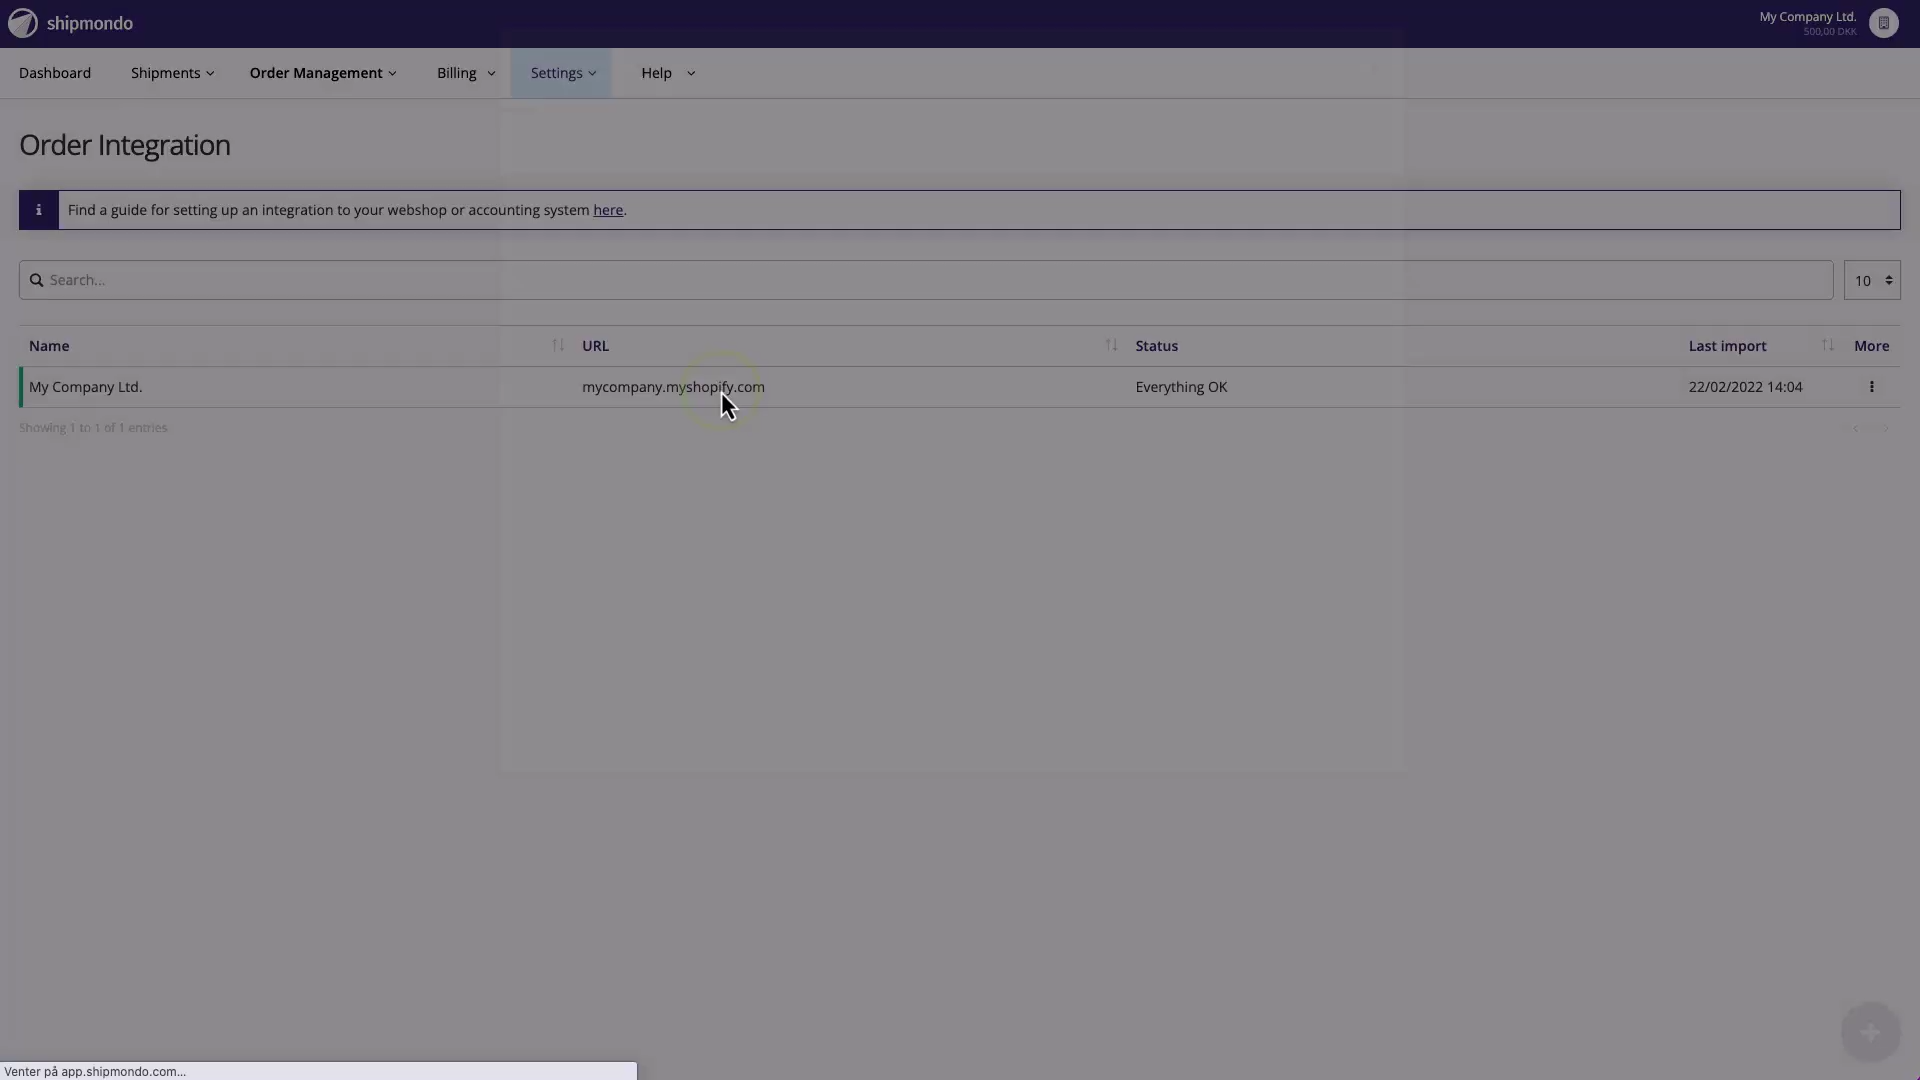 shipmondo
My Company Ltd.
500,00 DKK
Dashboard Shipments Order Management Billing Settings Help
Order Integration
i Find a guide for setting up an integration to your webshop or accounting system here.
Search...
10
Name URL Status Last import More
My Company Ltd. mycompany.myshopify.com Everything OK 22/02/2022 14:04
Showing 1 to 1 of 1 entries
Venter på app.shipmondo.com...